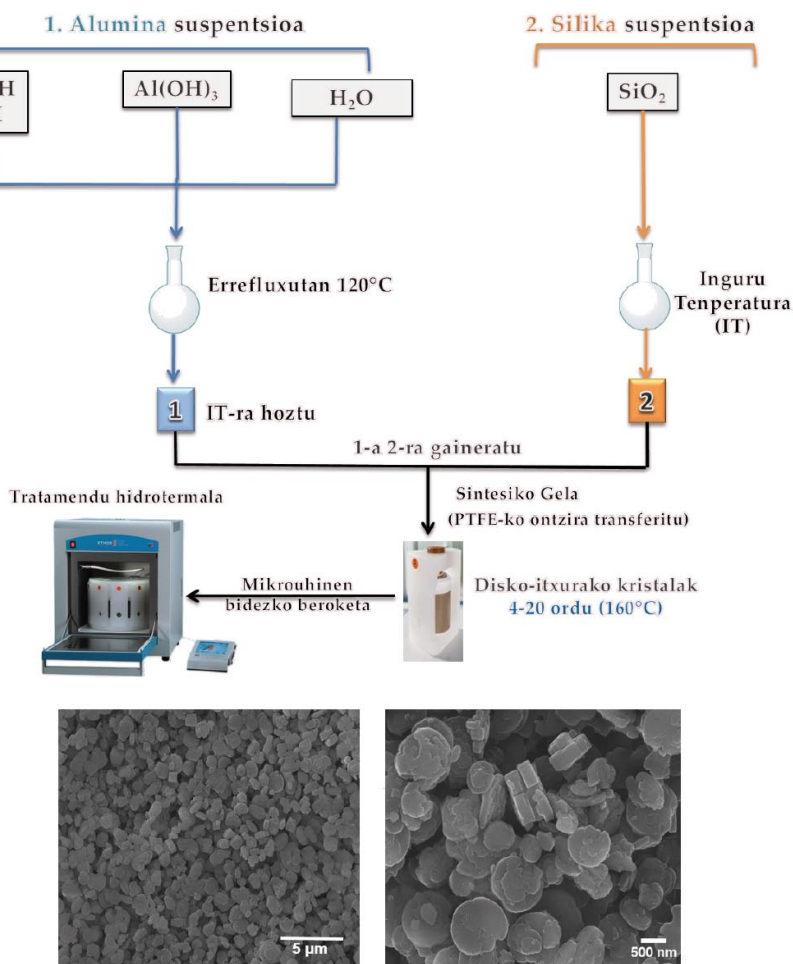 1. Alumina suspentsioa
2. Silika suspentsioa
H
Al(OH)₃
H₂O
SiO₂
Errefluxutan 120°C
Inguru
Tenperatura
(IT)
1
IT-ra hoztu
2
1-a 2-ra gaineratu
Tratamendu hidrotermala
Sintesiko Gela
(PTFE-ko ontzira transferitu)
Mikrouhinen
bidezko beroketa
Disko-itxurako kristalak
4-20 ordu (160°C)
5 µm
500 nm